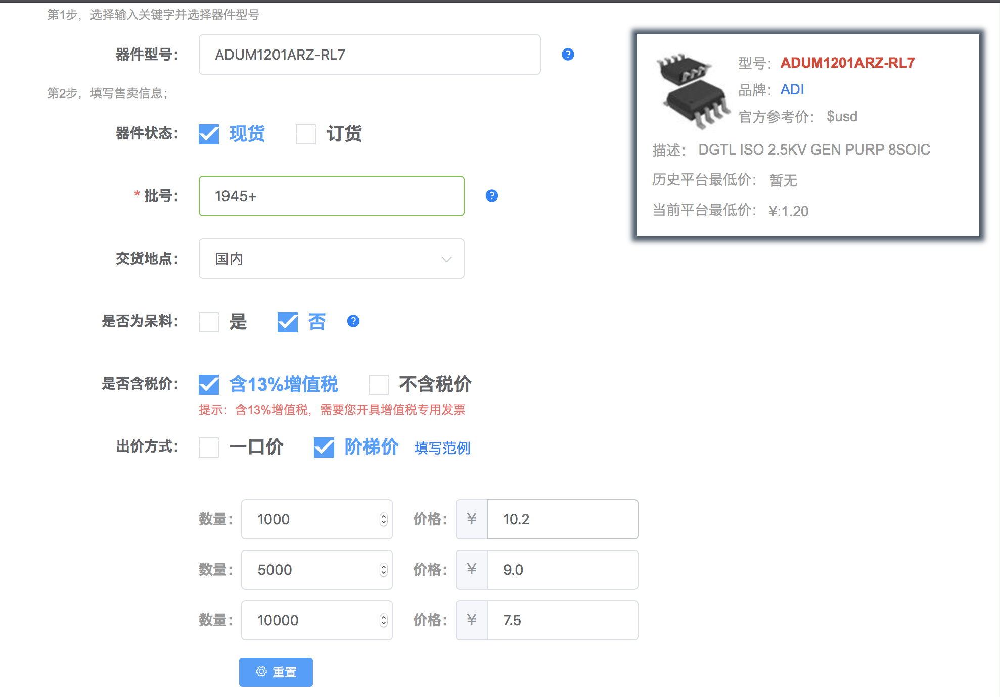 第1步，选择输入关键字并选择器件型号
器件型号：
ADUM1201ARZ-RL7
?
第2步，填写售卖信息；
器件状态：
现货
订货
* 批号：
1945+
?
交货地点：
国内
是否为呆料：
是
否
?
是否含税价：
含13%增值税
不含税价
提示：含13%增值税，需要您开具增值税专用发票
出价方式：
一口价
阶梯价
填写范例
数量：
1000
价格：
¥
10.2
数量：
5000
价格：
¥
9.0
数量：
10000
价格：
¥
7.5
重置
型号： ADUM1201ARZ-RL7
品牌： ADI
官方参考价： $usd
描述： DGTL ISO 2.5KV GEN PURP 8SOIC
历史平台最低价： 暂无
当前平台最低价： ¥:1.20